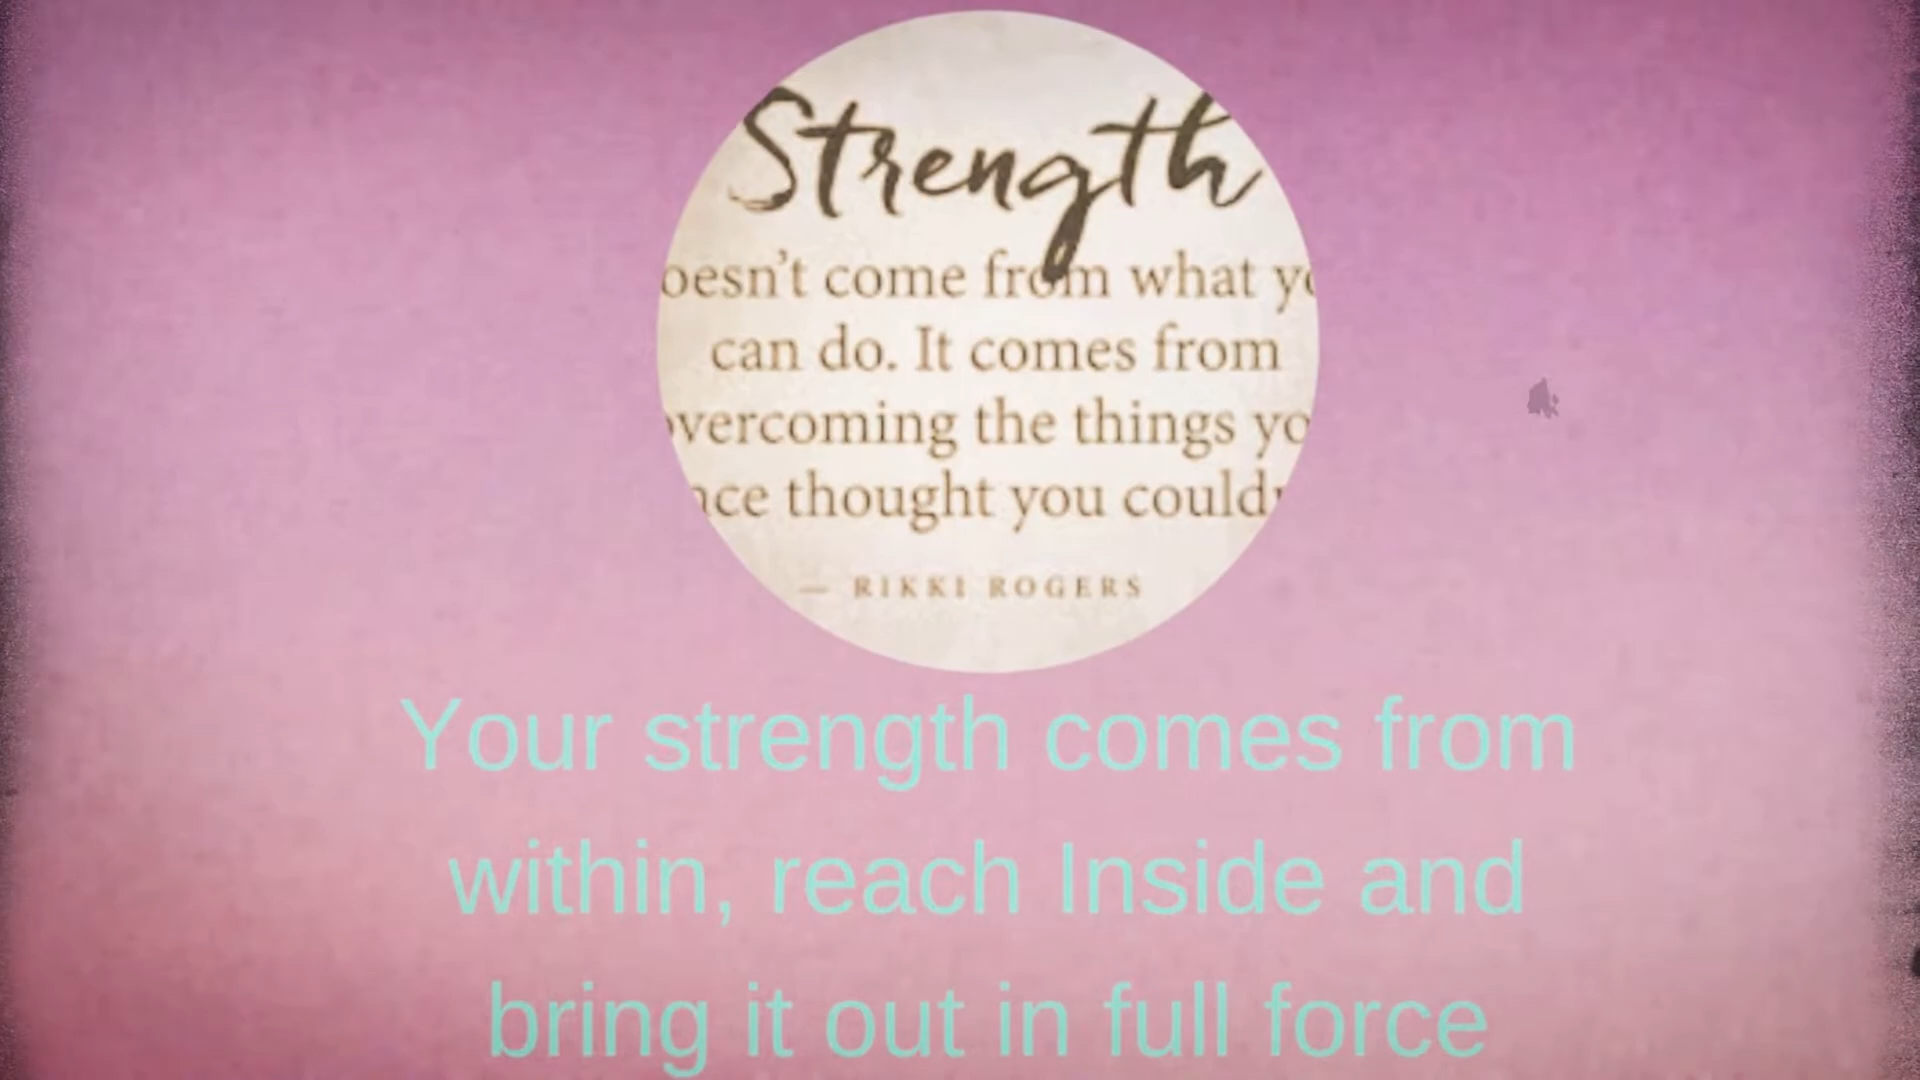 Strength
oesn't come from what yo
can do. It comes from
vercoming the things yo
nce thought you could
— RIKKI ROGERS
Your strength comes from
within, reach Inside and
bring it out in full force